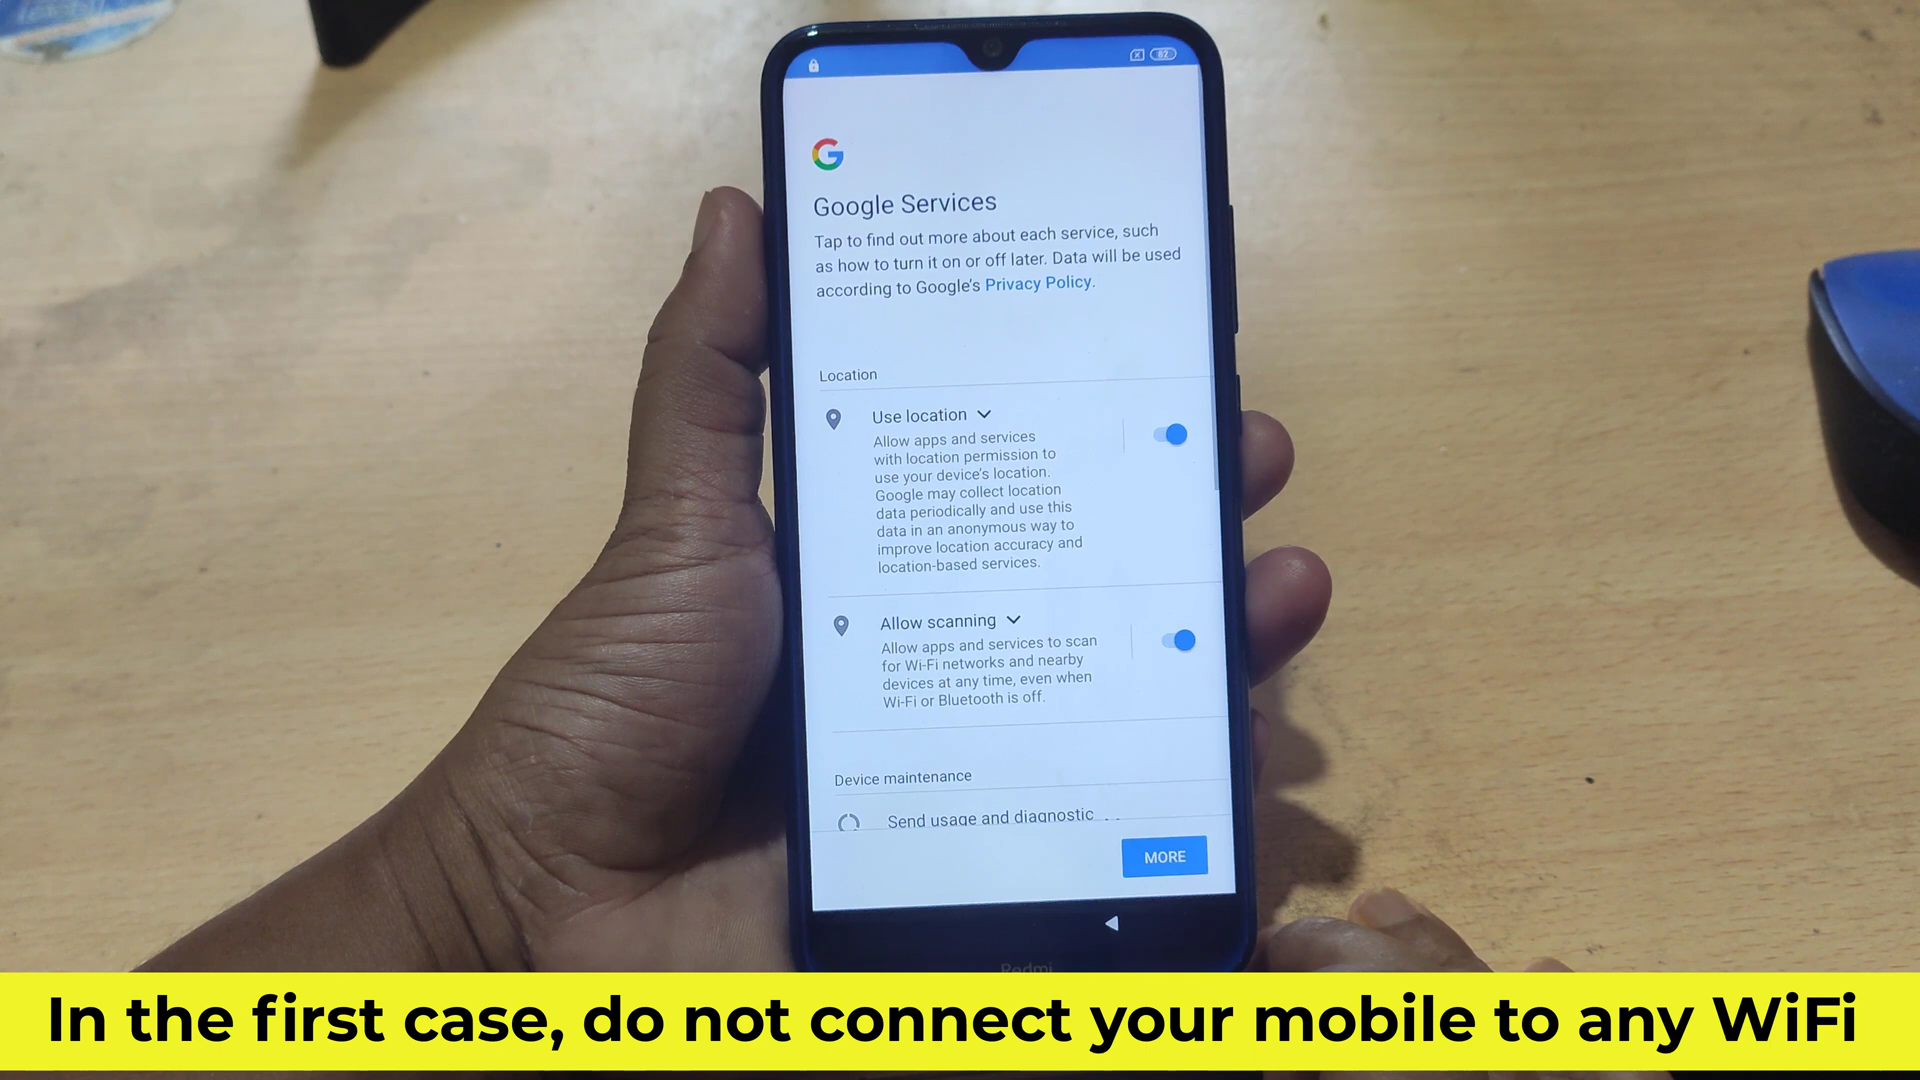 82
Google Services
Tap to find out more about each service, such
as how to turn it on or off later. Data will be used
according to Google's Privacy Policy.
Location
Use location
Allow apps and services
with location permission to
use your device's location.
Google may collect location
data periodically and use this
data in an anonymous way to
improve location accuracy and
location-based services.
Allow scanning
Allow apps and services to scan
for Wi-Fi networks and nearby
devices at any time, even when
Wi-Fi or Bluetooth is off.
Device maintenance
Send usage and diagnostic
MORE
Redmi
In the first case, do not connect your mobile to any WiFi